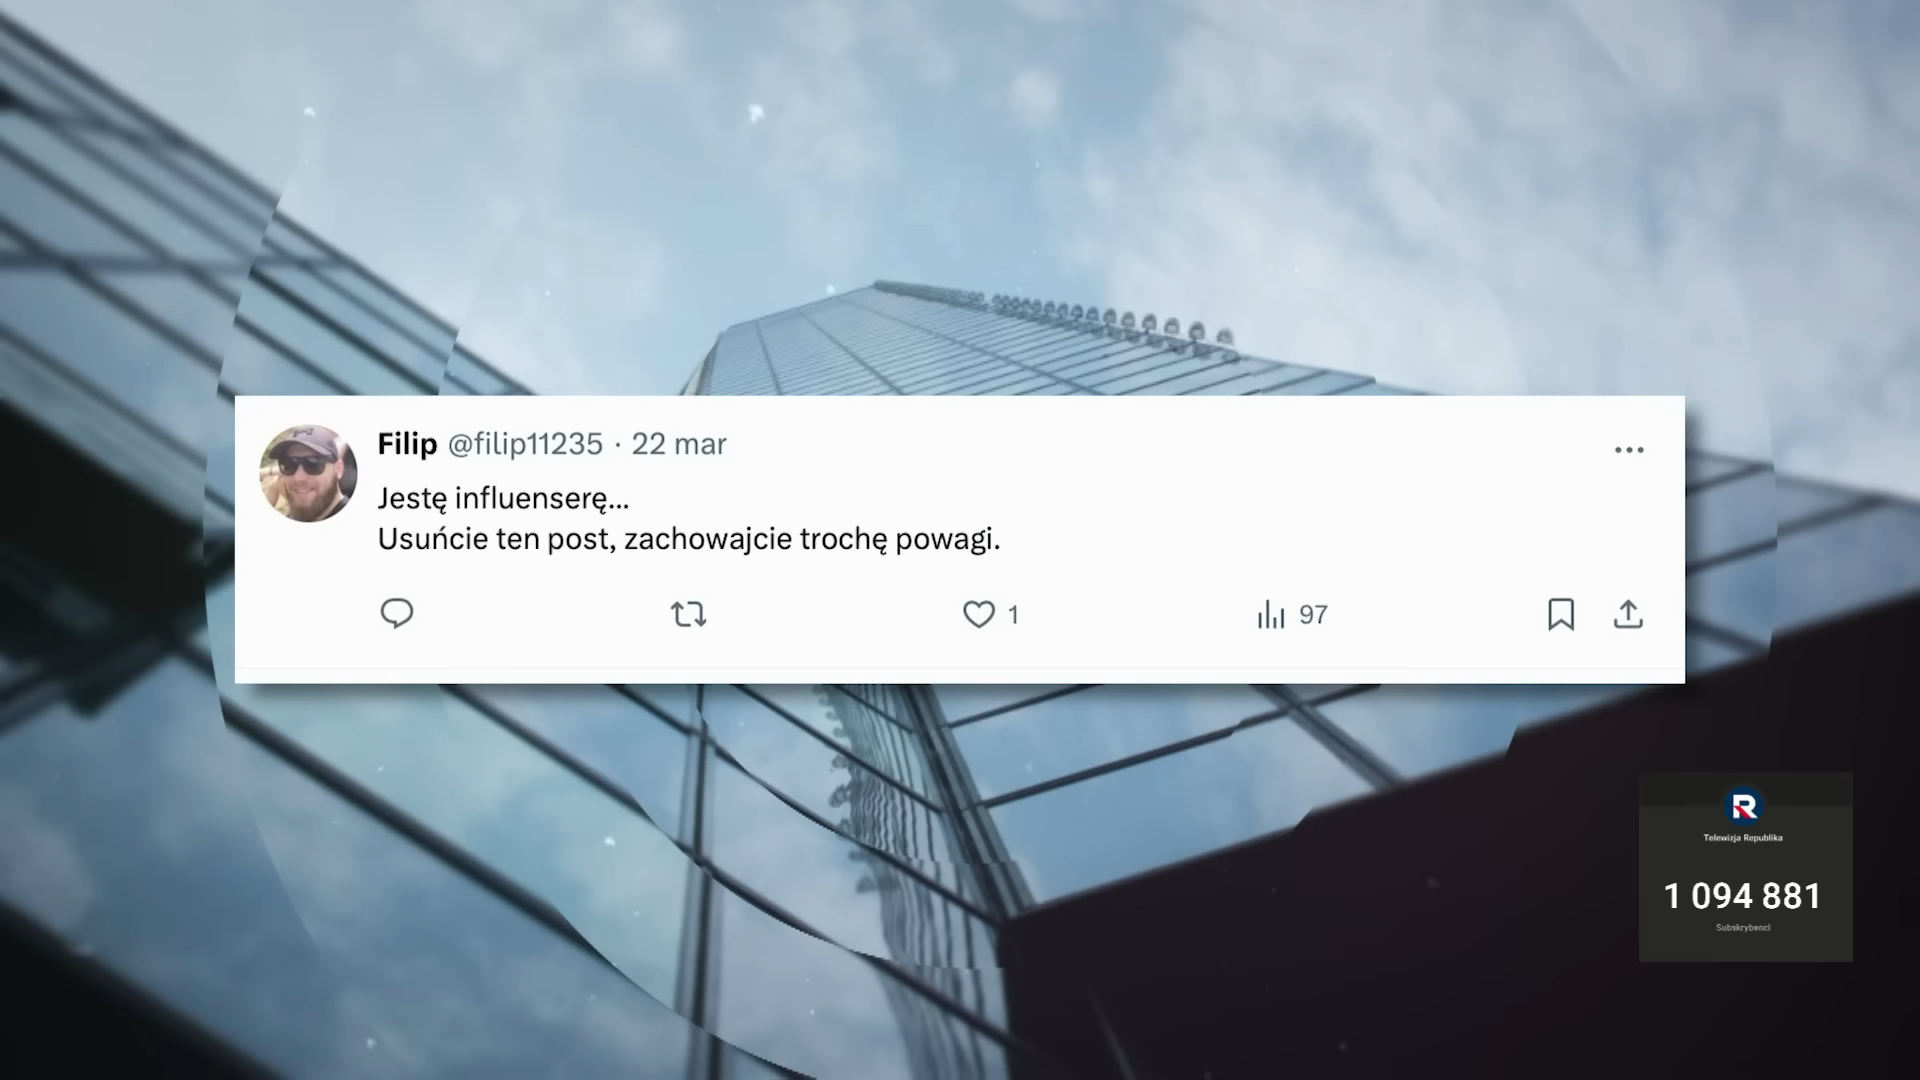 Filip @filip11235 · 22 mar
Jestę influenserę...
Usuńcie ten post, zachowajcie trochę powagi.
1
97
R
Telewizja Republika
1 094 881
Subskrybenci